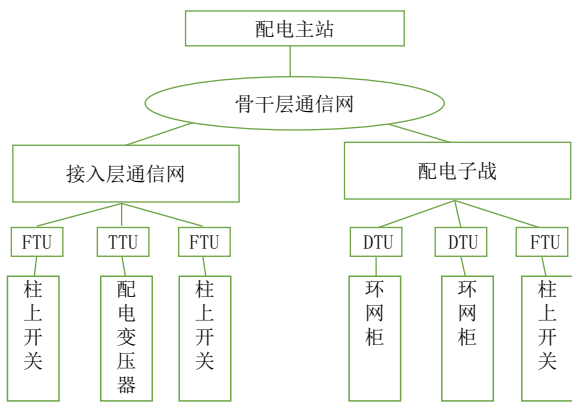 配电主站
骨干层通信网
接入层通信网
配电子战
FTU
TTU
FTU
DTU
DTU
FTU
柱上开关
配电变压器
柱上开关
环网柜
环网柜
柱上开关